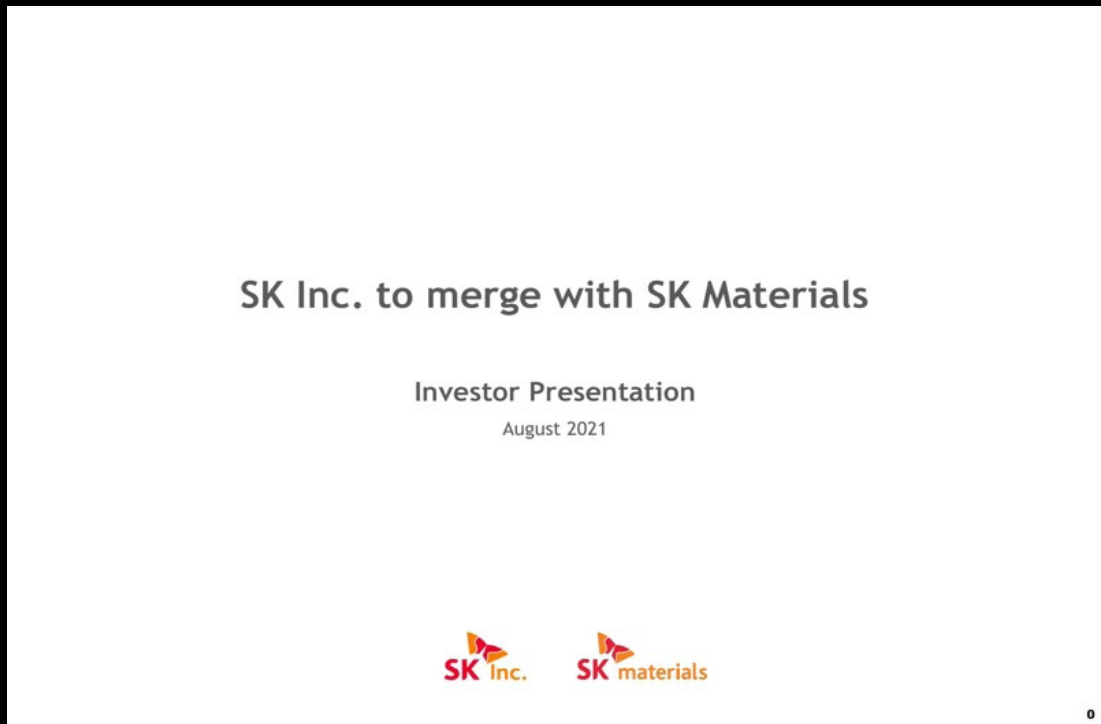 SK Inc. to merge with SK Materials
Investor Presentation
August 2021
SK Inc.
SK materials
0